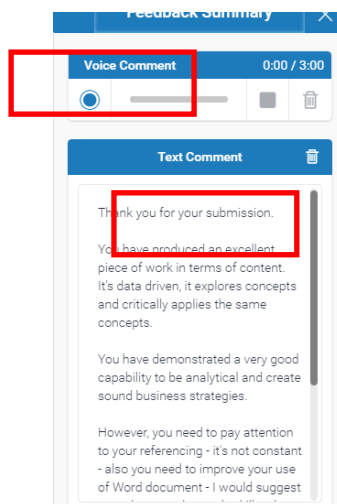 Feedback Summary
Voice Comment 0:00 / 3:00
Text Comment
Thank you for your submission.
You have produced an excellent
piece of work in terms of content.
It's data driven, it explores concepts
and critically applies the same
concepts.
You have demonstrated a very good
capability to be analytical and create
sound business strategies.
However, you need to pay attention
to your referencing - it's not constant
- also you need to improve your use
of Word document - I would suggest